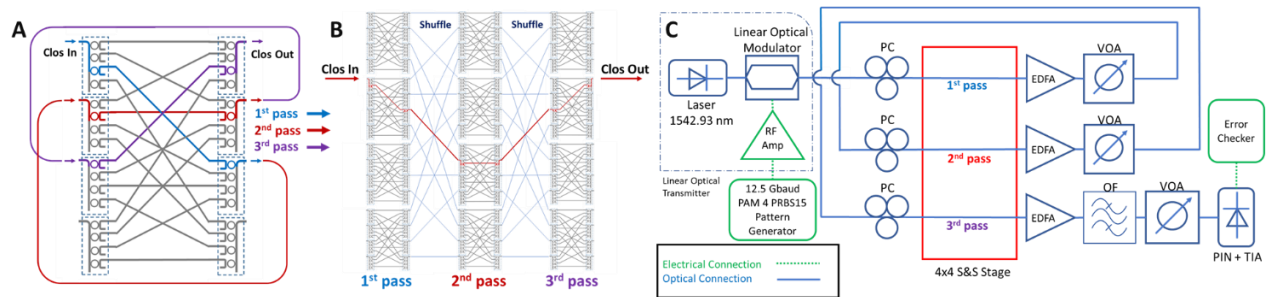 A
Clos In
Clos Out
1st pass
2nd pass
3rd pass
B
Shuffle
Shuffle
Clos In
Clos Out
1st pass
2nd pass
3rd pass
C
Linear Optical
Modulator
Laser
1542.93 nm
RF
Amp
Linear Optical
Transmitter
12.5 Gbaud
PAM 4 PRBS15
Pattern
Generator
PC
1st pass
EDFA
VOA
PC
2nd pass
EDFA
VOA
PC
3rd pass
EDFA
OF
VOA
Error
Checker
PIN + TIA
4x4 S&S Stage
Electrical Connection
Optical Connection